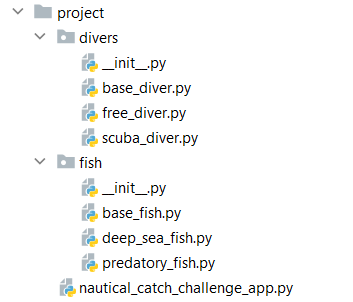 project
divers
__init__.py
base_diver.py
free_diver.py
scuba_diver.py
fish
__init__.py
base_fish.py
deep_sea_fish.py
predatory_fish.py
nautical_catch_challenge_app.py